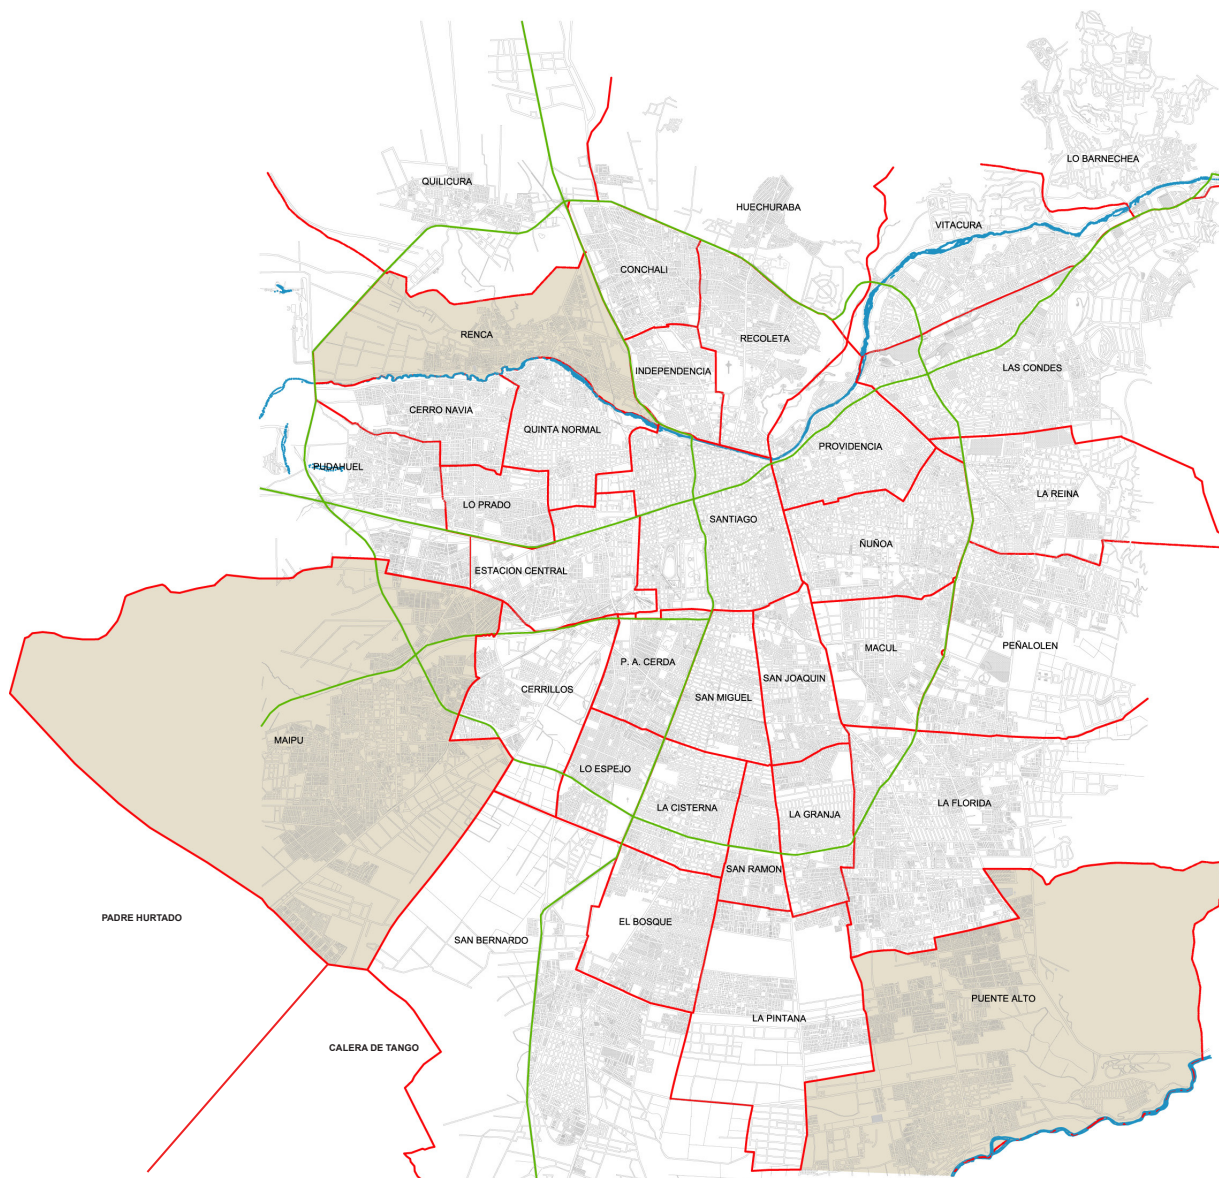 LO BARNECHEA
QUILICURA
HUECHURABA
VITACURA
CONCHALI
RENCA
RECOLETA
INDEPENDENCIA
LAS CONDES
CERRO NAVIA
QUINTA NORMAL
PROVIDENCIA
PUDAHUEL
LA REINA
LO PRADO
SANTIAGO
ÑUÑOA
ESTACION CENTRAL
MACUL
PEÑALOLEN
P. A. CERDA
SAN JOAQUIN
CERRILLOS
SAN MIGUEL
MAIPU
LO ESPEJO
LA CISTERNA
LA GRANJA
LA FLORIDA
SAN RAMON
PADRE HURTADO
EL BOSQUE
SAN BERNARDO
PUENTE ALTO
LA PINTANA
CALERA DE TANGO